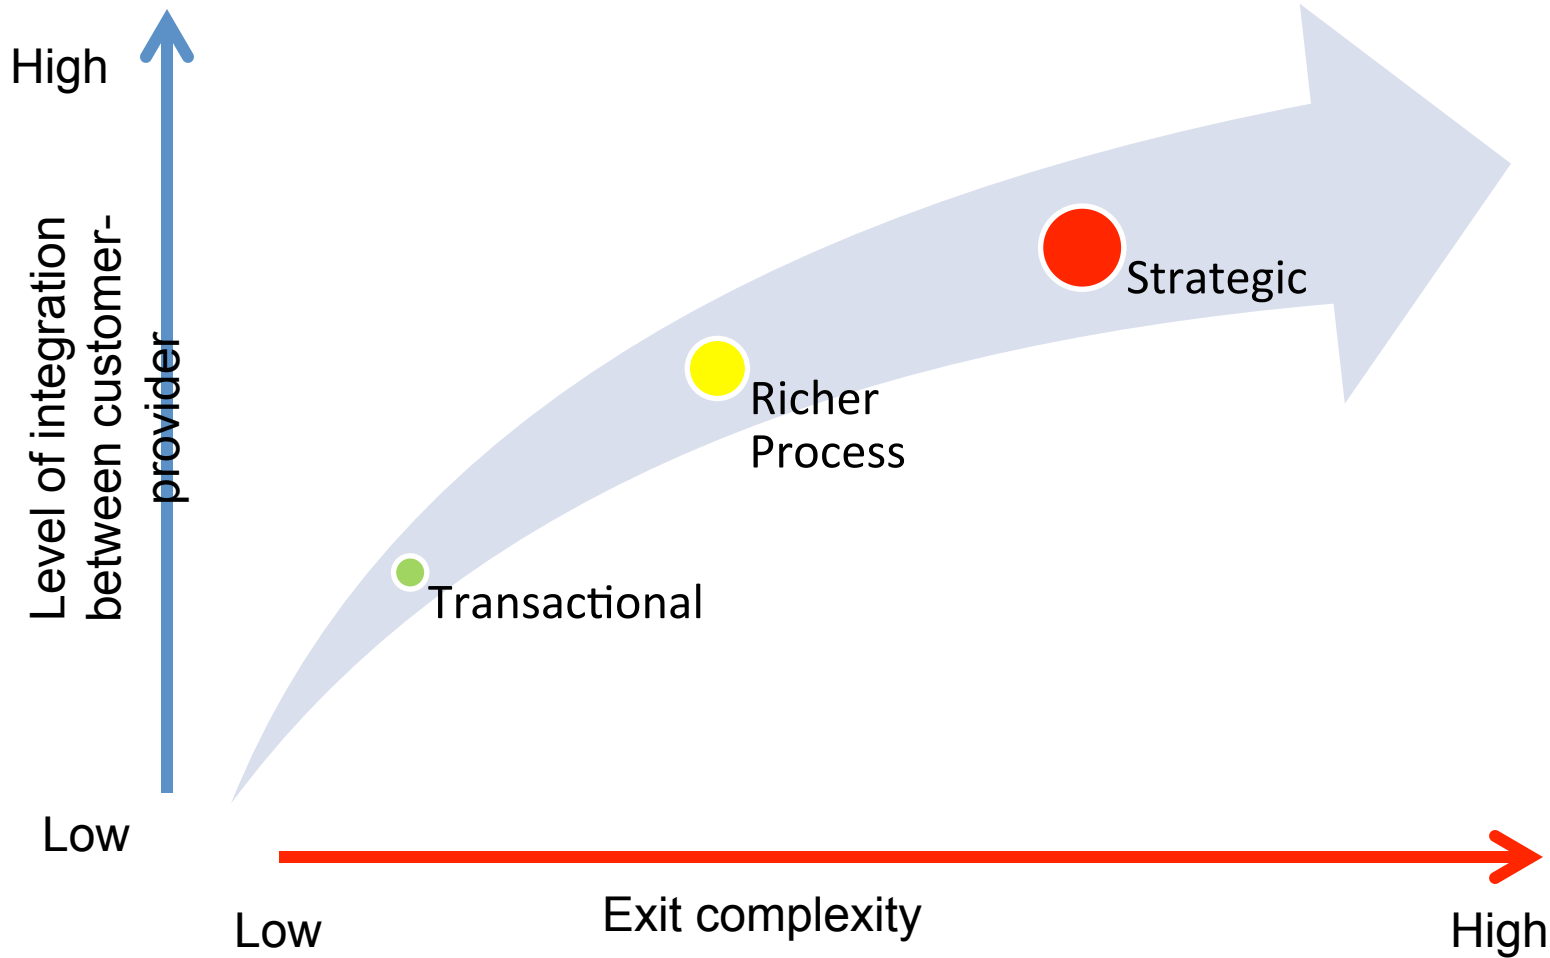 High
Level of integration
between customer-
provider
Strategic
Richer
Process
Transactional
Low
Low
Exit complexity
High